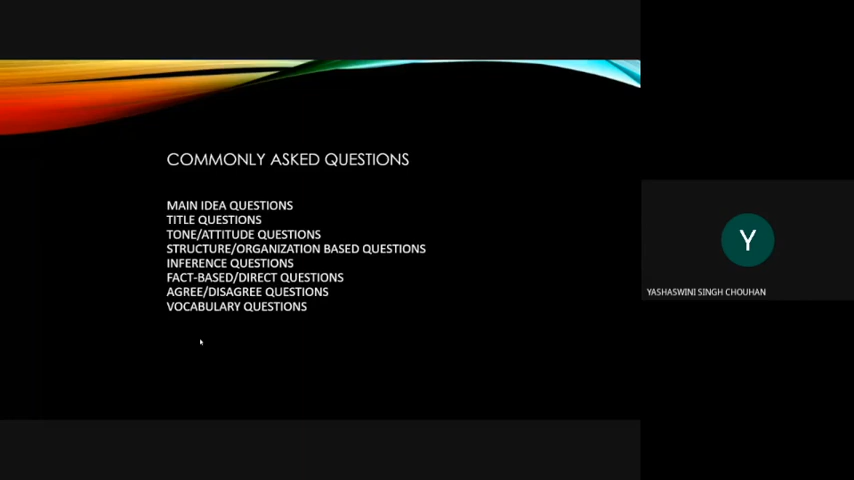 COMMONLY ASKED QUESTIONS
MAIN IDEA QUESTIONS
TITLE QUESTIONS
TONE/ATTITUDE QUESTIONS
STRUCTURE/ORGANIZATION BASED QUESTIONS
INFERENCE QUESTIONS
FACT-BASED/DIRECT QUESTIONS
AGREE/DISAGREE QUESTIONS
VOCABULARY QUESTIONS
Y
YASHASWINI SINGH CHOUHAN